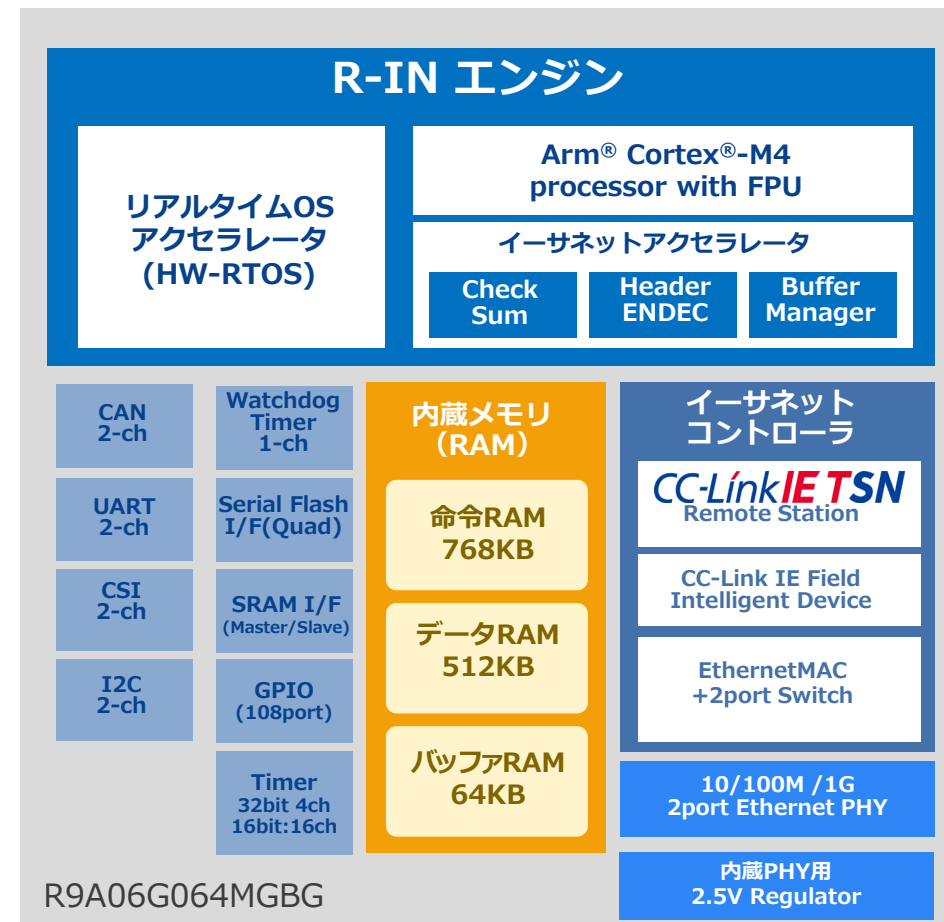 R-IN エンジン
リアルタイムOS
アクセラレータ
(HW-RTOS)
Arm® Cortex®-M4
processor with FPU
イーサネットアクセラレータ
Check
Sum
Header
ENDEC
Buffer
Manager
CAN
2-ch
UART
2-ch
CSI
2-ch
I2C
2-ch
Watchdog
Timer
1-ch
Serial Flash
I/F(Quad)
SRAM I/F
(Master/Slave)
GPIO
(108port)
Timer
32bit 4ch
16bit:16ch
内蔵メモリ
（RAM）
命令RAM
768KB
データRAM
512KB
バッファRAM
64KB
イーサネット
コントローラ
CC-Link IE TSN
Remote Station
CC-Link IE Field
Intelligent Device
EthernetMAC
+2port Switch
10/100M /1G
2port Ethernet PHY
内蔵PHY用
2.5V Regulator
R9A06G064MGBG